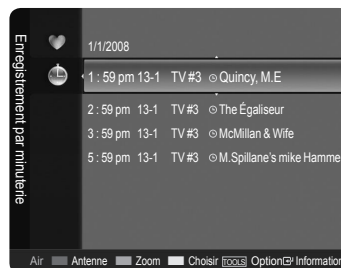 Enregistrement par minuterie
1/1/2008
1 : 59 pm 13-1 TV #3 Quincy, M.E
2 : 59 pm 13-1 TV #3 The Égaliseur
3 : 59 pm 13-1 TV #3 McMillan & Wife
5 : 59 pm 13-1 TV #3 M.Spillane's mike Hamme
Air Antenne Zoom Choisir TOOLS Option Information